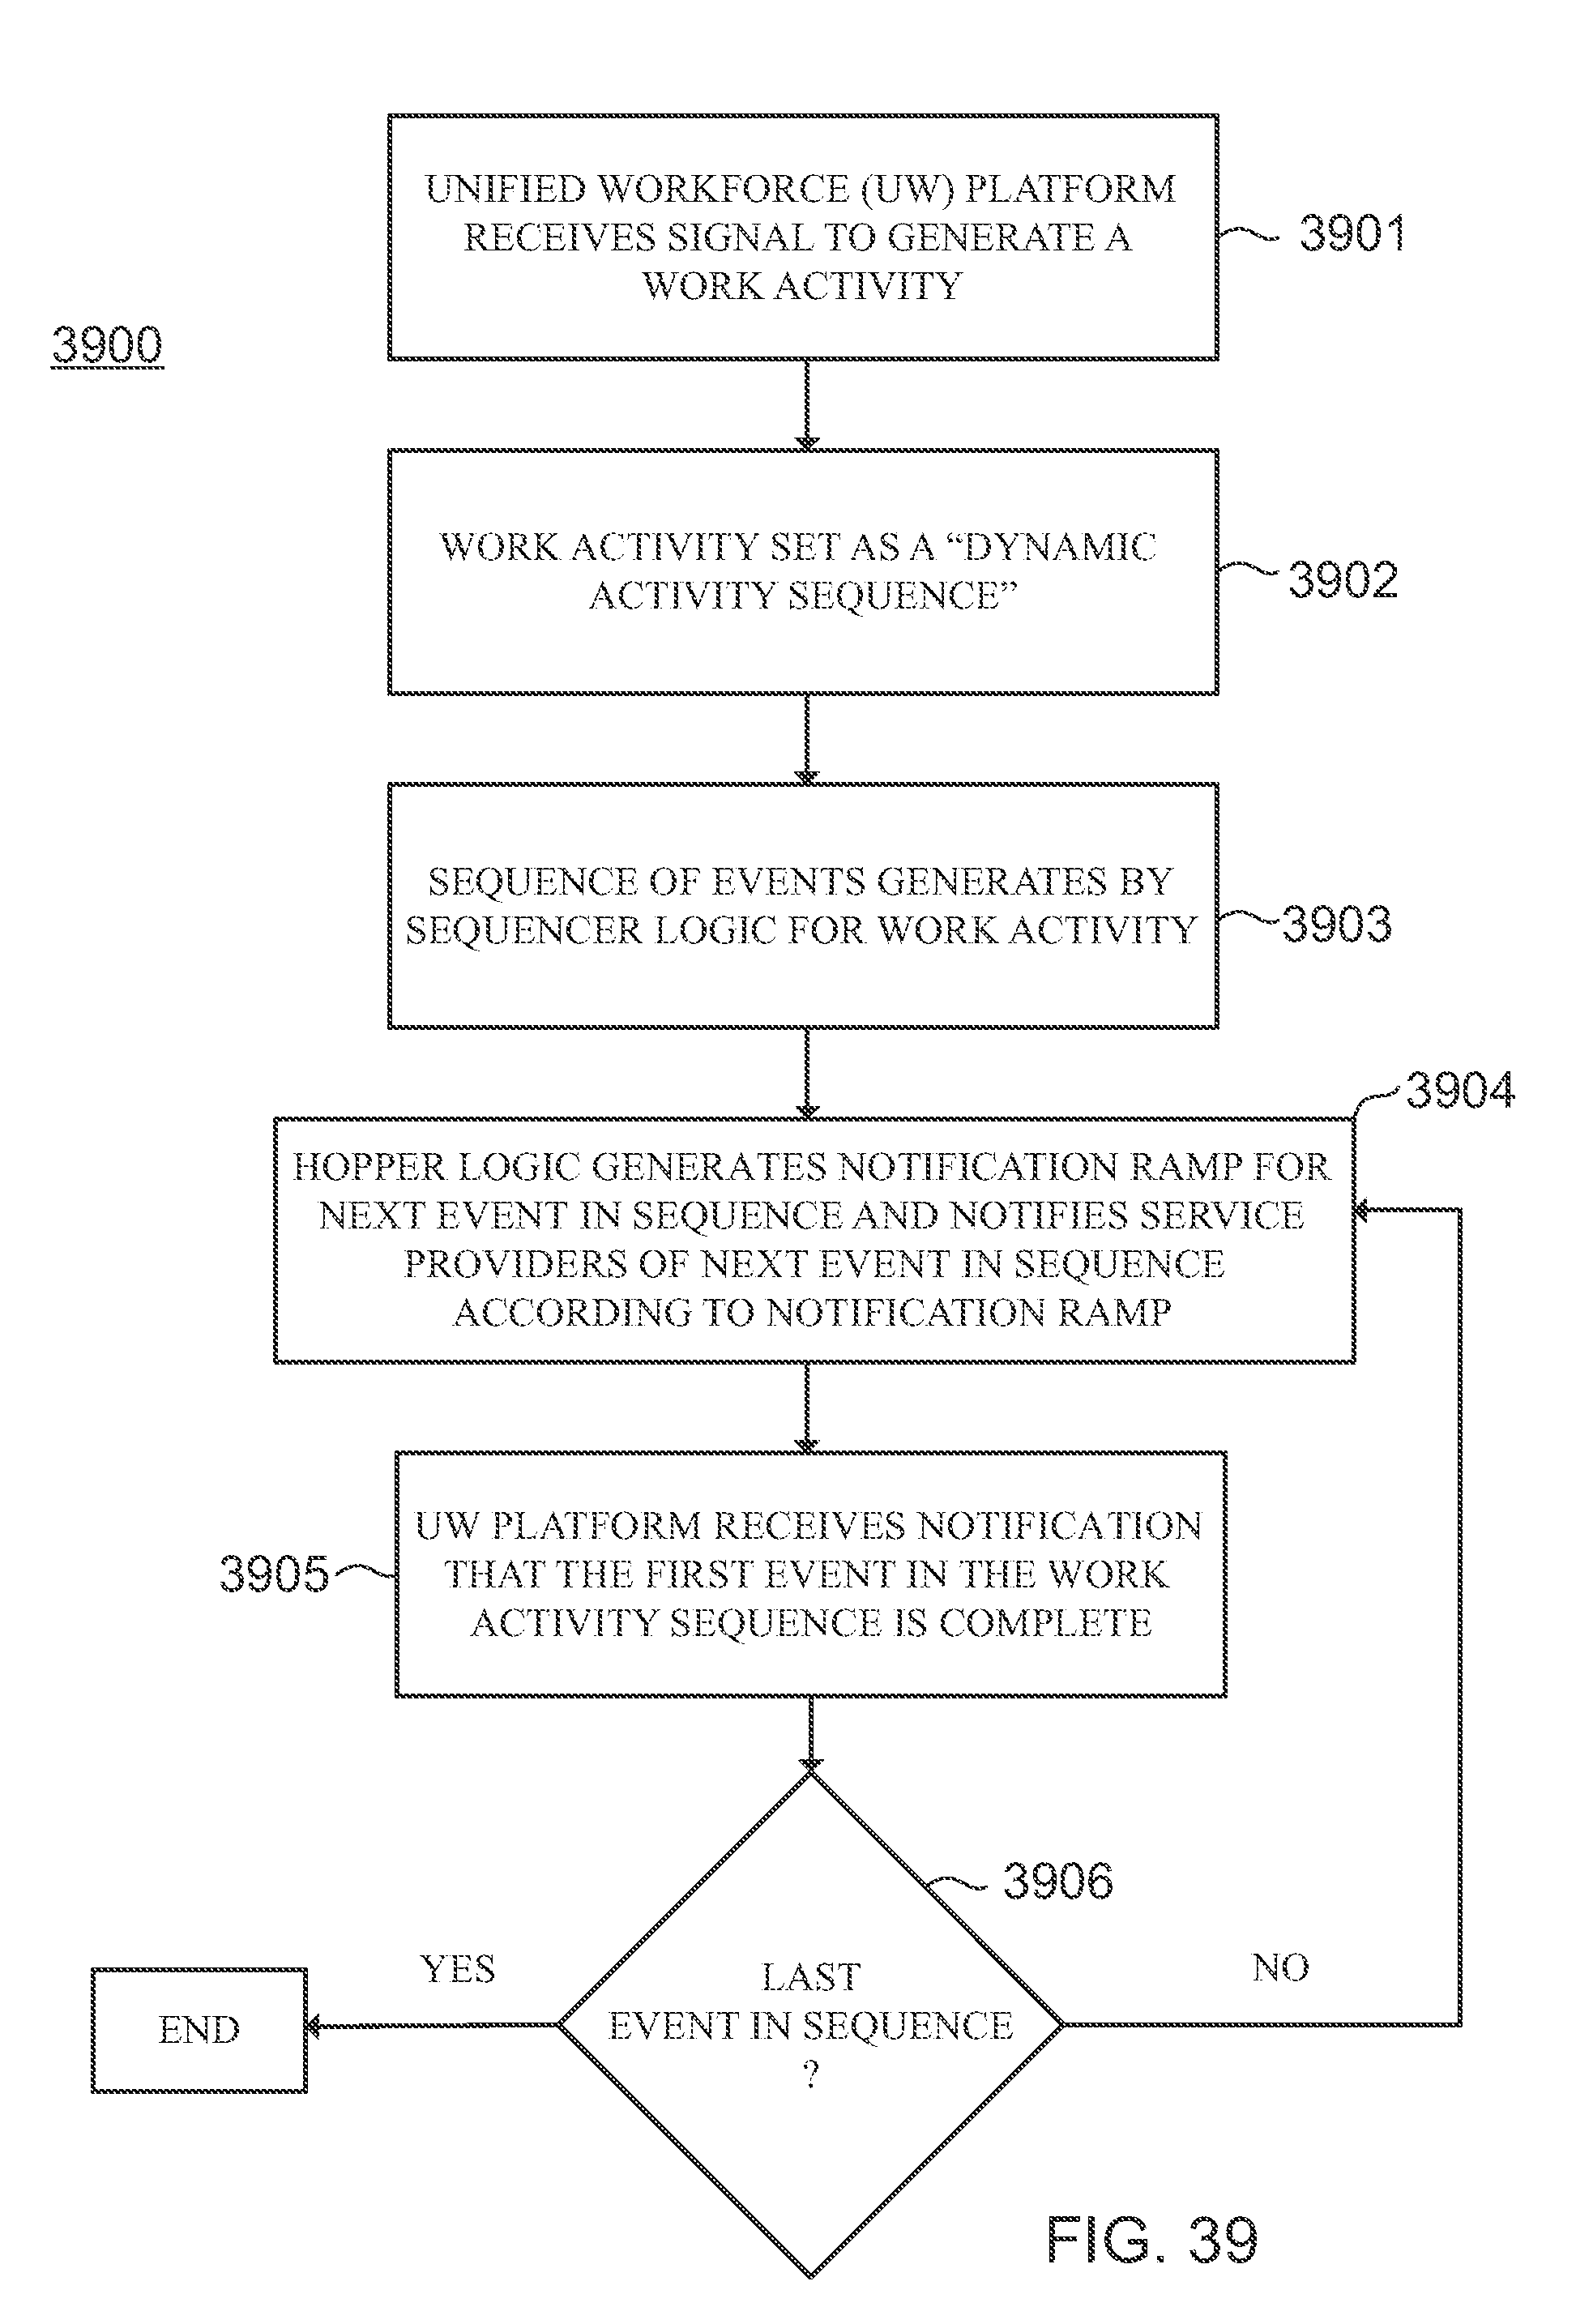 UNIFIED WORKFORCE (UW) PLATFORM
RECEIVES SIGNAL TO GENERATE A
WORK ACTIVITY
3901
3900
WORK ACTIVITY SET AS A “DYNAMIC
ACTIVITY SEQUENCE”
3902
SEQUENCE OF EVENTS GENERATES BY
SEQUENCER LOGIC FOR WORK ACTIVITY
3903
3904
HOPPER LOGIC GENERATES NOTIFICATION RAMP FOR
NEXT EVENT IN SEQUENCE AND NOTIFIES SERVICE
PROVIDERS OF NEXT EVENT IN SEQUENCE
ACCORDING TO NOTIFICATION RAMP
UW PLATFORM RECEIVES NOTIFICATION
THAT THE FIRST EVENT IN THE WORK
ACTIVITY SEQUENCE IS COMPLETE
3905
3906
LAST
EVENT IN SEQUENCE
?
YES
NO
END
FIG. 39